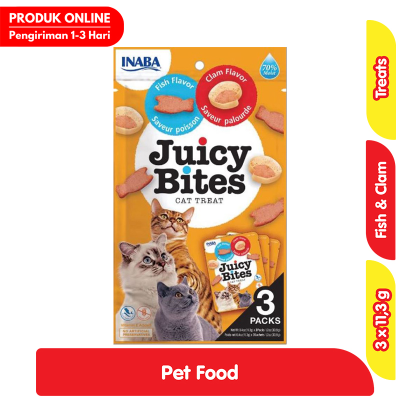 PRODUK ONLINE
Pengiriman 1-3 Hari
INABA
70%
Moist
Fish Flavor
Saveur poisson
Clam Flavor
Saveur palourde
Juicy
Bites
CAT TREAT
Juicy
Bites
3
PACKS
Treats
Fish & Clam
3 x 11,3 g
Pet Food